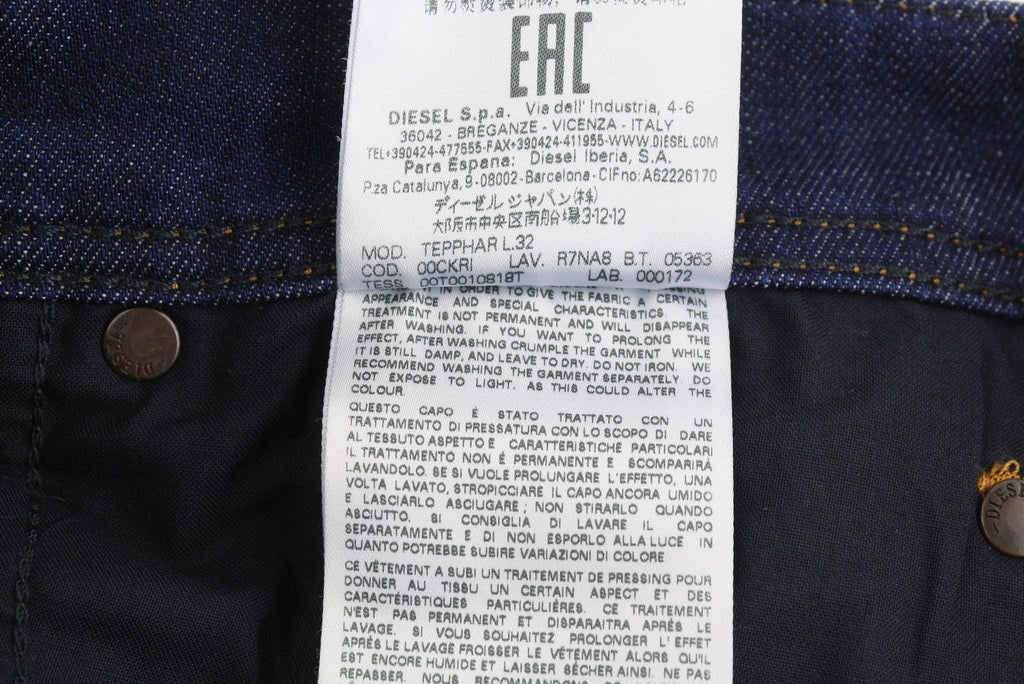 EAC
DIESEL S.p.a. Via dell' Industria, 4-6
36042 - BREGANZE - VICENZA - ITALY
TEL+390424-477655-FAX+390424-411955-WWW.DIESEL.COM
Para Espana: Diesel Iberia, S.A.
P.za Catalunya, 9-08002-Barcelona-CIFno:A62226170
ディーゼル ジャパン(株)
大阪市中央区南船場3-12-12
MOD. TEPPHAR L.32
COD. 00CKRI LAV. R7NA8 B.T. 05363
TESS 00T0010818T LAB. 000172
IN ORDER TO GIVE THE FABRIC A CERTAIN
APPEARANCE AND SPECIAL CHARACTERISTICS. THE
TREATMENT IS NOT PERMANENT AND WILL DISAPPEAR
AFTER WASHING. IF YOU WANT TO PROLONG THE
EFFECT, AFTER WASHING CRUMPLE THE GARMENT WHILE
IT IS STILL DAMP, AND LEAVE TO DRY. DO NOT IRON. WE
RECOMMEND WASHING THE GARMENT SEPARATELY. DO
NOT EXPOSE TO LIGHT, AS THIS COULD ALTER THE
COLOUR.
QUESTO CAPO È STATO TRATTATO CON UN
TRATTAMENTO DI PRESSATURA CON LO SCOPO DI DARE
AL TESSUTO ASPETTO E CARATTERISTICHE PARTICOLARI
IL TRATTAMENTO NON È PERMANENTE E SCOMPARIRÀ
LAVANDOLO. SE SI VUOLE PROLUNGARE L'EFFETTO, UNA
VOLTA LAVATO, STROPICCIARE IL CAPO ANCORA UMIDO
E LASCIARLO ASCIUGARE; NON STIRARLO QUANDO
ASCIUTTO. SI CONSIGLIA DI LAVARE IL CAPO
SEPARATAMENTE E DI NON ESPORLO ALLA LUCE IN
QUANTO POTREBBE SUBIRE VARIAZIONI DI COLORE
CE VÊTEMENT A SUBI UN TRAITEMENT DE PRESSING POUR
DONNER AU TISSU UN CERTAIN ASPECT ET DES
CARACTÉRISTIQUES PARTICULIÈRES. CE TRAITEMENT
N'EST PAS PERMANENT ET DISPARAITRA APRÈS LE
LAVAGE. SI VOUS SOUHAITEZ PROLONGER L'EFFET
APRÈS LE LAVAGE FROISSER LE VÊTEMENT ALORS QU'IL
EST ENCORE HUMIDE ET LAISSER SÉCHER AINSI. NE PAS
REPASSER. NOUS RECOMMANDONS
DIESEL
DIESEL